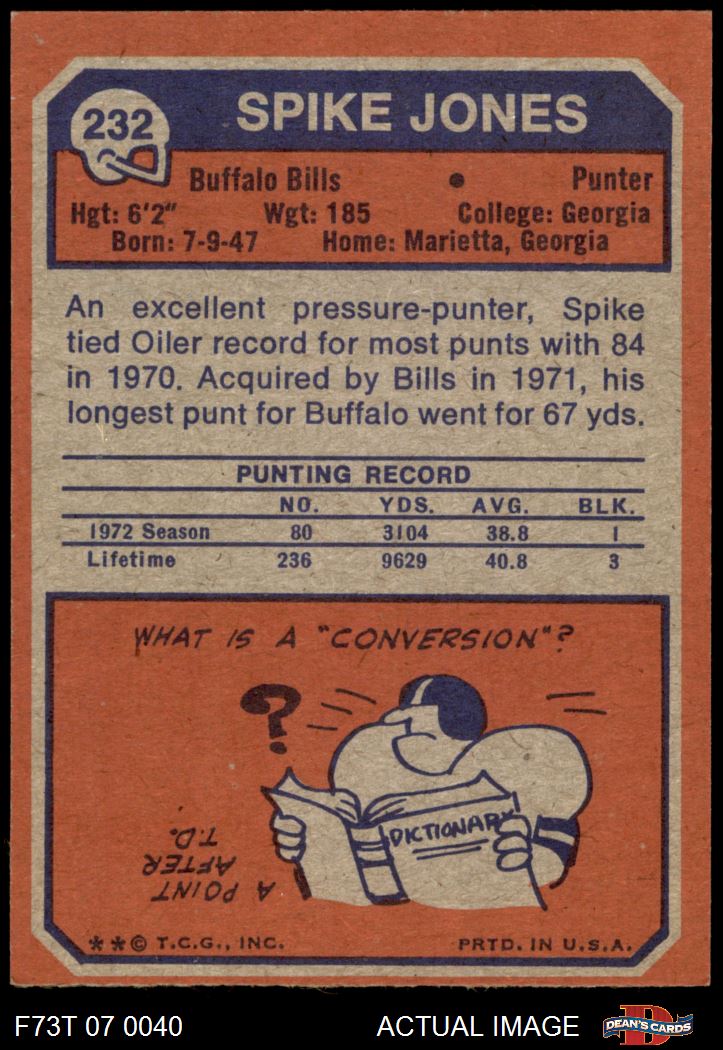 232
SPIKE JONES
Buffalo Bills • Punter
Hgt: 6'2" Wgt: 185 College: Georgia
Born: 7-9-47 Home: Marietta, Georgia
An excellent pressure-punter, Spike
tied Oiler record for most punts with 84
in 1970. Acquired by Bills in 1971, his
longest punt for Buffalo went for 67 yds.
PUNTING RECORD
NO. YDS. AVG. BLK.
1972 Season 80 3104 38.8 1
Lifetime 236 9629 40.8 3
WHAT IS A "CONVERSION"?
?
DICTIONARY
A POINT
AFTER
T.D.
**© T.C.G., INC. PRTD. IN U.S.A.
F73T 07 0040 ACTUAL IMAGE D DEAN'S CARDS